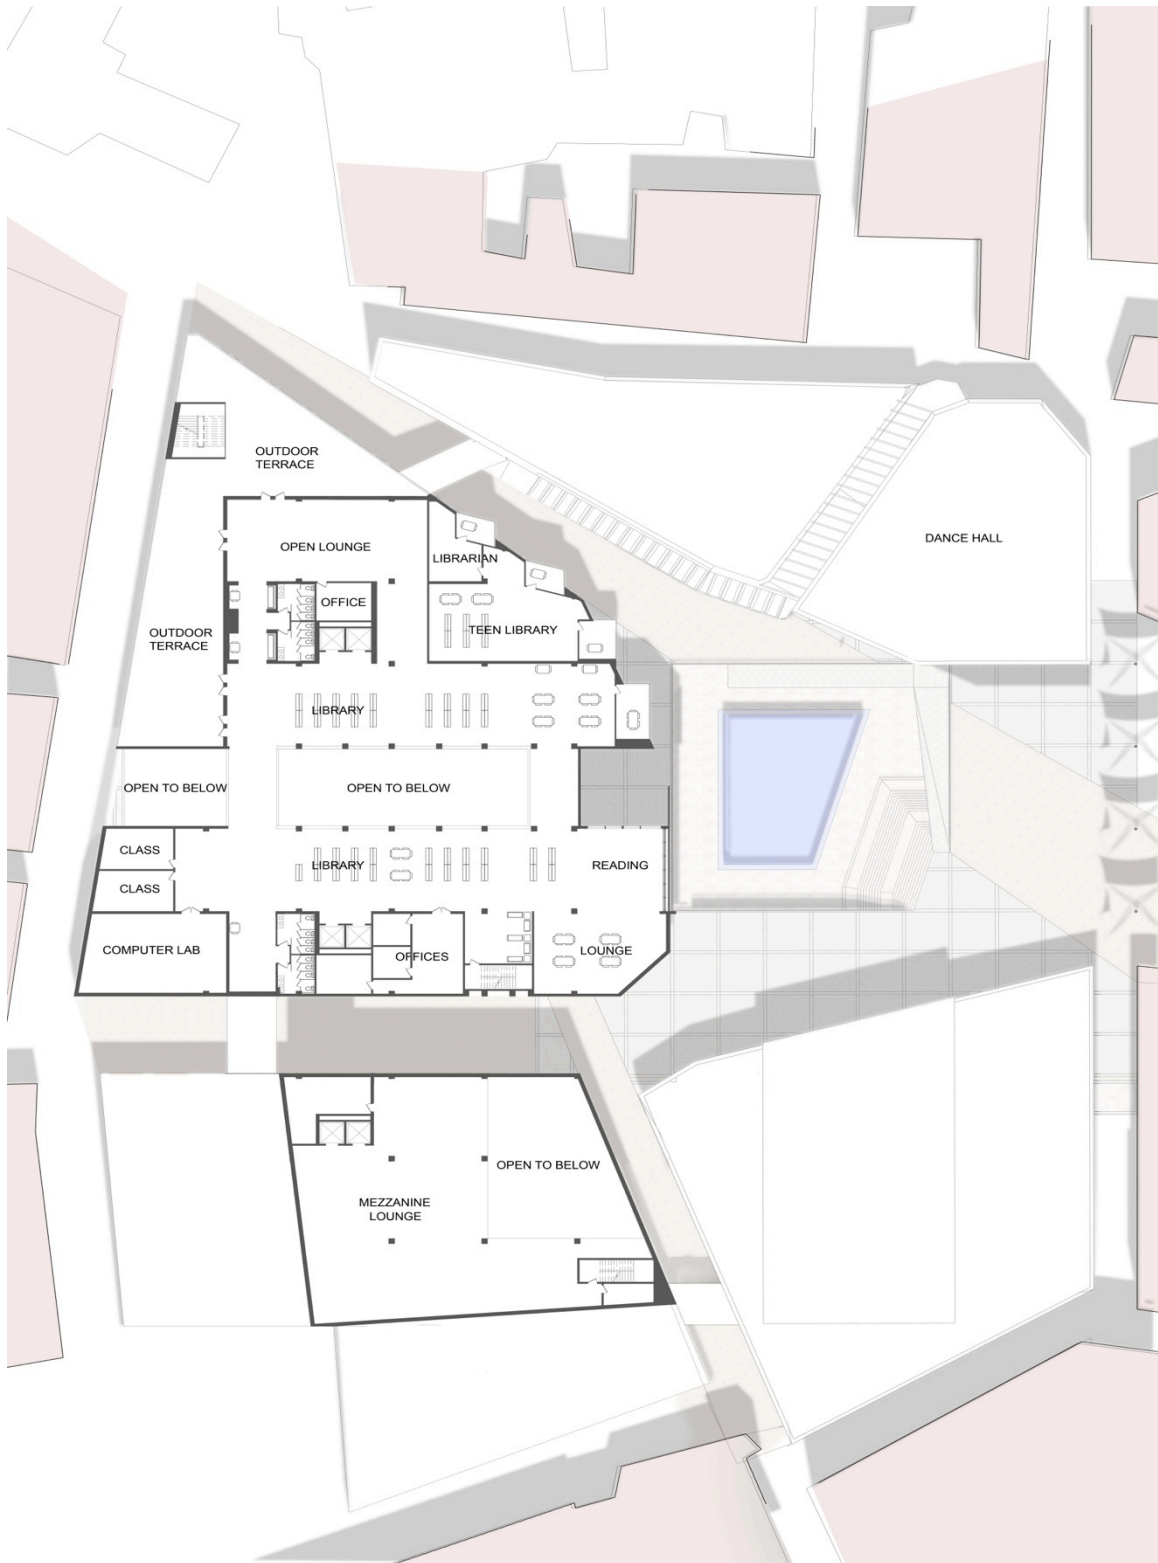 OUTDOOR
TERRACE
OPEN LOUNGE
DANCE HALL
LIBRARIAN
OFFICE
TEEN LIBRARY
OUTDOOR
TERRACE
LIBRARY
OPEN TO BELOW
OPEN TO BELOW
CLASS
LIBRARY
READING
CLASS
COMPUTER LAB
OFFICES
LOUNGE
OPEN TO BELOW
MEZZANINE
LOUNGE